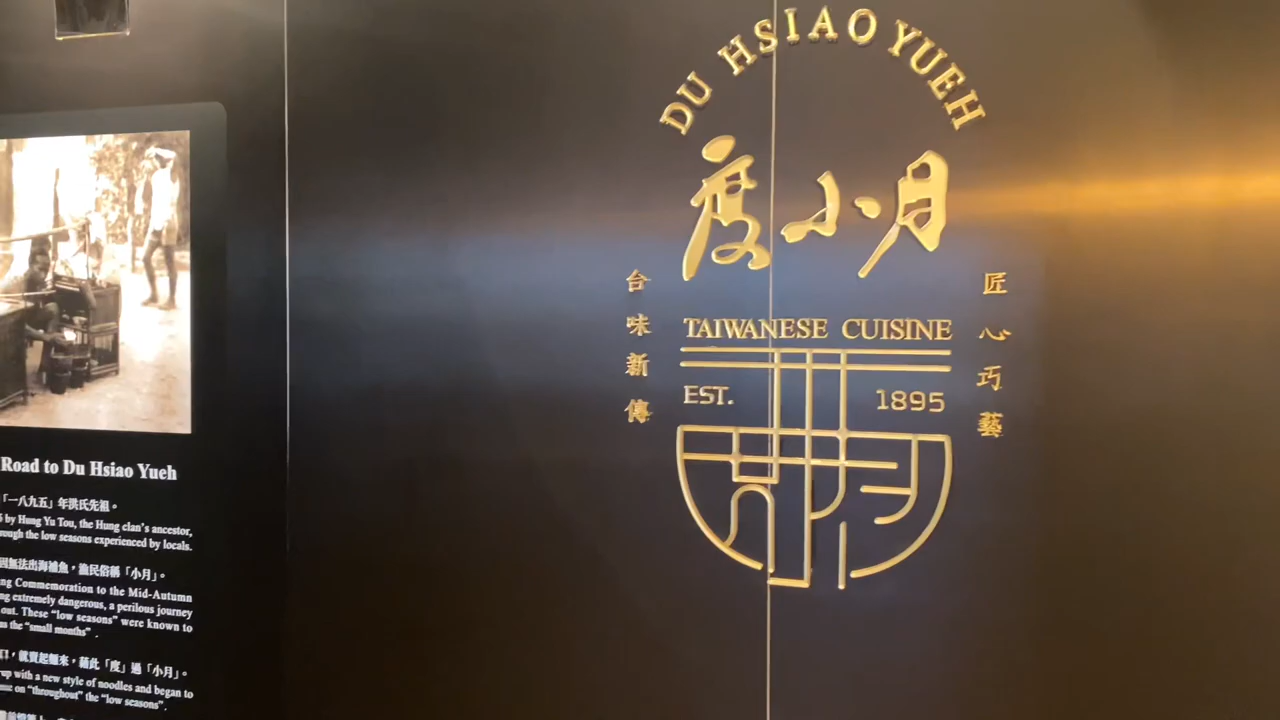 DU HSIAO YUEH
度小月
台味新傳
匠心巧藝
TAIWANESE CUISINE
EST. 1895
Road to Du Hsiao Yueh
「一八九五」年洪氏先祖。
by Hung Yu Tou, the Hung clan's ancestor,
rough the low seasons experienced by locals.
因無法出海補魚，漁民俗稱「小月」。
ng Commemoration to the Mid-Autumn
ng extremely dangerous, a perilous journey
out. These "low seasons" were known to
as the "small months" .
，就賣起麵來，藉此「度」過「小月」。
up with a new style of noodles and began to
me on "throughout" the "low seasons".